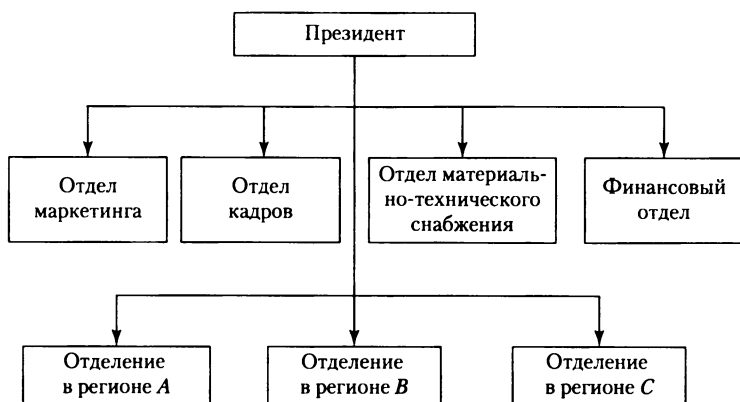 Президент
Отдел
маркетинга
Отдел
кадров
Отдел материаль-
но-технического
снабжения
Финансовый
отдел
Отделение
в регионе A
Отделение
в регионе B
Отделение
в регионе C